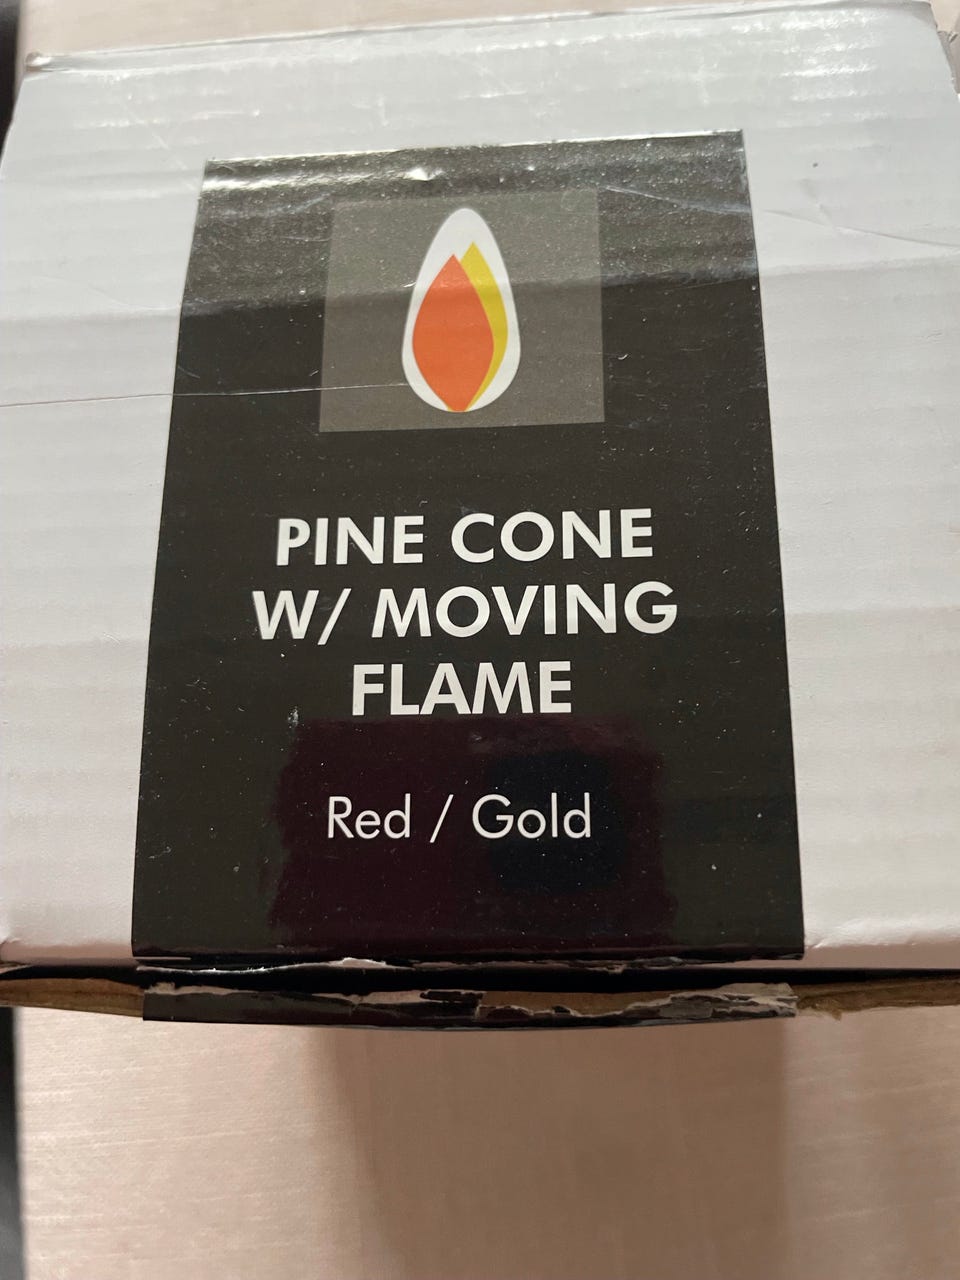 PINE CONE
W/ MOVING
FLAME
Red / Gold